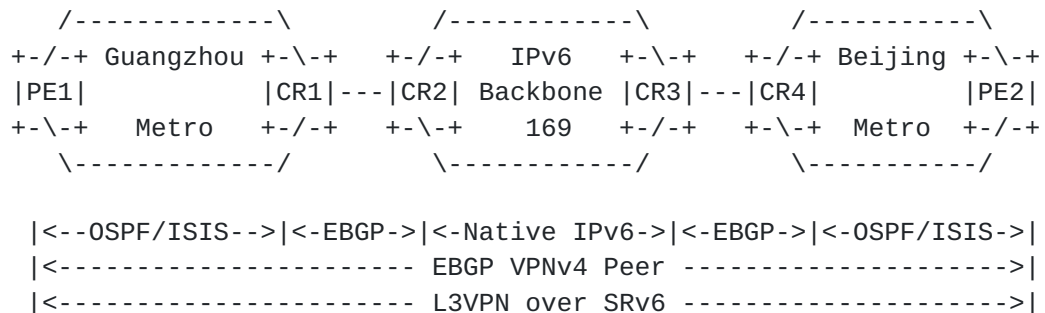 /-------------\         /------------\         /-----------\
+-/-+ Guangzhou +-\-+   +-/-+   IPv6   +-\-+   +-/-+ Beijing +-\-+
|PE1|           |CR1|---|CR2| Backbone |CR3|---|CR4|         |PE2|
+-\-+   Metro   +-/-+   +-\-+   169    +-/-+   +-\-+  Metro  +-/-+
   \-------------/         \------------/         \-----------/
|<--OSPF/ISIS-->|<-EBGP->|<-Native IPv6->|<-EBGP->|<-OSPF/ISIS->|
|<----------------------- EBGP VPNv4 Peer --------------------->|
|<----------------------- L3VPN over SRv6 --------------------->|